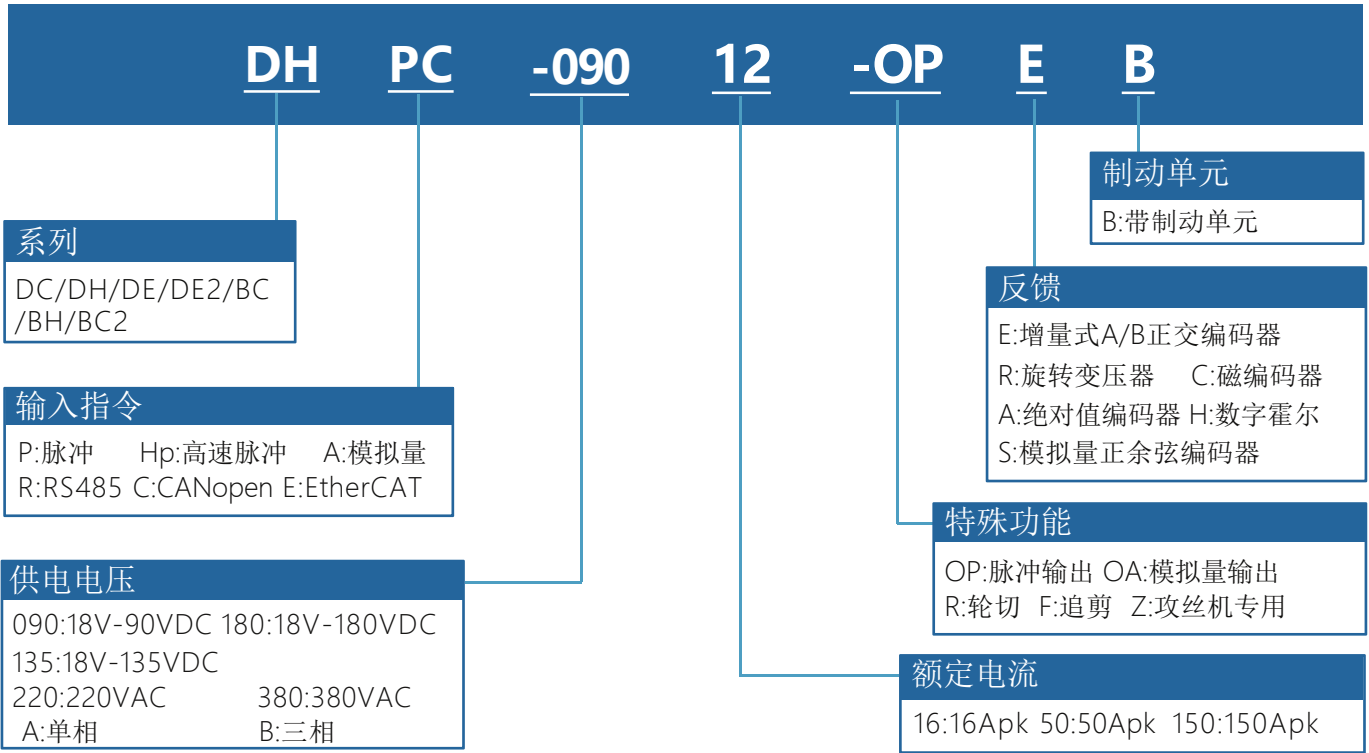 DH PC -090 12 -OP E B
制动单元
B:带制动单元
系列
DC/DH/DE/DE2/BC
/BH/BC2
反馈
E:增量式A/B正交编码器
R:旋转变压器 C:磁编码器
A:绝对值编码器 H:数字霍尔
S:模拟量正余弦编码器
输入指令
P:脉冲 Hp:高速脉冲 A:模拟量
R:RS485 C:CANopen E:EtherCAT
特殊功能
OP:脉冲输出 OA:模拟量输出
R:轮切 F:追剪 Z:攻丝机专用
供电电压
090:18V-90VDC 180:18V-180VDC
135:18V-135VDC
220:220VAC 380:380VAC
A:单相 B:三相
额定电流
16:16Apk 50:50Apk 150:150Apk